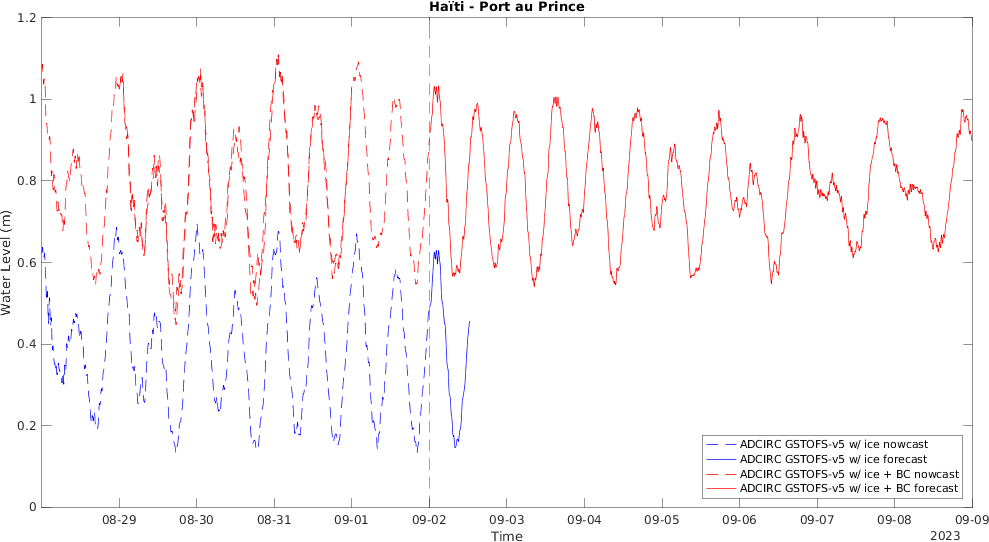 Haïti - Port au Prince
1.2
1
0.8
0.6
0.4
0.2
0
Water Level (m)
08-29 08-30 08-31 09-01 09-02 09-03 09-04 09-05 09-06 09-07 09-08 09-09
Time
2023
ADCIRC GSTOFS-v5 w/ ice nowcast
ADCIRC GSTOFS-v5 w/ ice forecast
ADCIRC GSTOFS-v5 w/ ice + BC nowcast
ADCIRC GSTOFS-v5 w/ ice + BC forecast